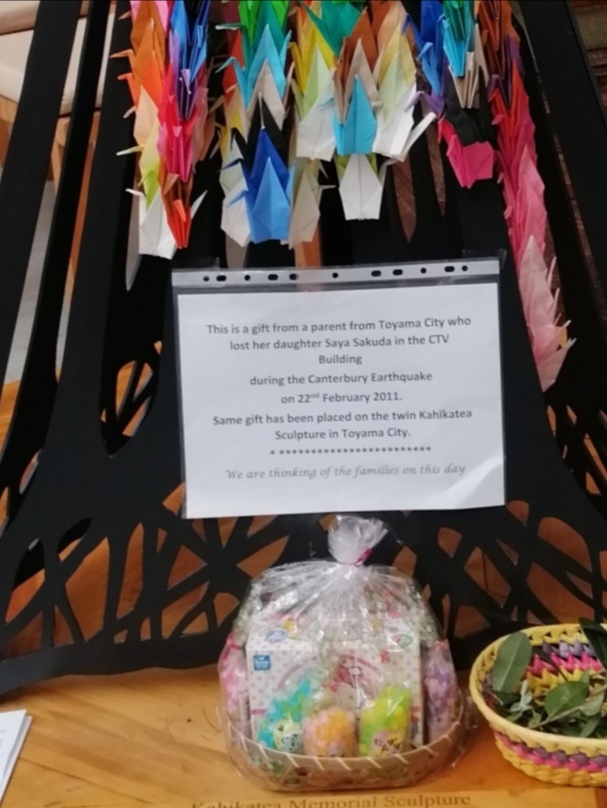 This is a gift from a parent from Toyama City who
lost her daughter Saya Sakuda in the CTV
Building
during the Canterbury Earthquake
on 22nd February 2011.
Same gift has been placed on the twin Kahikatea
Sculpture in Toyama City.
* ***********************
We are thinking of the families on this day
Kahikatea Memorial Sculpture